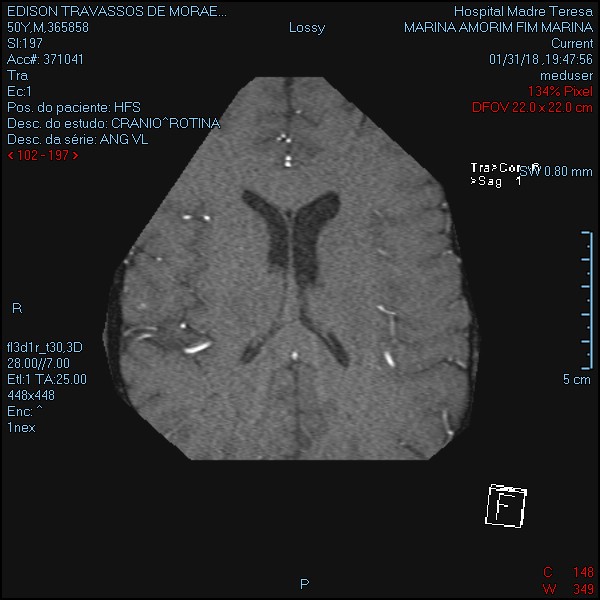 EDISON TRAVASSOS DE MORAE...
50Y,M,365858
SI:197
Acc#: 371041
Tra
Ec:1
Pos. do paciente: HFS
Desc. do estudo: CRANIO^ROTINA
Desc. da série: ANG VL
< 102 - 197 >
Lossy
Hospital Madre Teresa
MARINA AMORIM FIM MARINA
Current
01/31/18 ,19:47:56
meduser
134% Pixel
DFOV 22.0 x 22.0 cm
Tra>Cor
SW 0.80 mm
>Sag 1
R
fl3d1r_t30,3D
28.00//7.00
Etl:1 TA:25.00
448x448
Enc: ^
1nex
5 cm
F
P
C 148
W 349